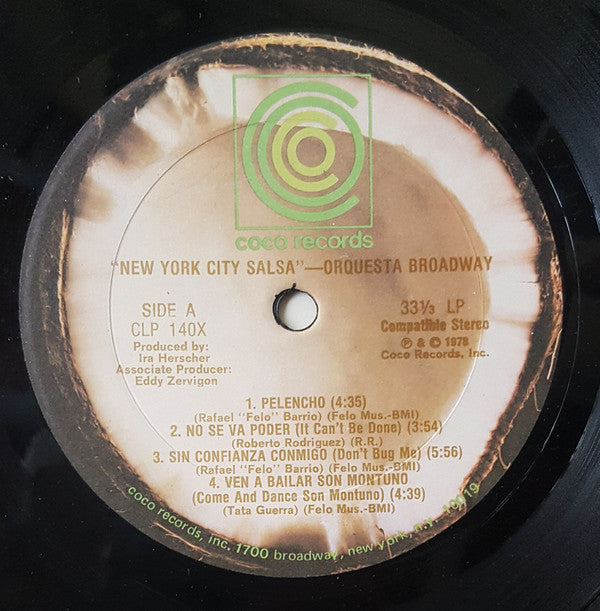 coco records
"NEW YORK CITY SALSA"—ORQUESTA BROADWAY
SIDE A
CLP 140X
Produced by:
Ira Herscher
Associate Producer:
Eddy Zervigon
33⅓ LP
Compatible Stereo
℗ & © 1978
Coco Records, Inc.
1. PELENCHO (4:35)
(Rafael "Felo" Barrio) (Felo Mus.-BMI)
2. NO SE VA PODER (It Can't Be Done) (3:54)
(Roberto Rodriguez) (R.R.)
3. SIN CONFIANZA CONMIGO (Don't Bug Me) (5:56)
(Rafael "Felo" Barrio) (Felo Mus.-BMI)
4. VEN A BAILAR SON MONTUNO
(Come And Dance Son Montuno) (4:39)
(Tata Guerra) (Felo Mus.-BMI)
coco records, inc. 1700 broadway, new york, n.y. 10019